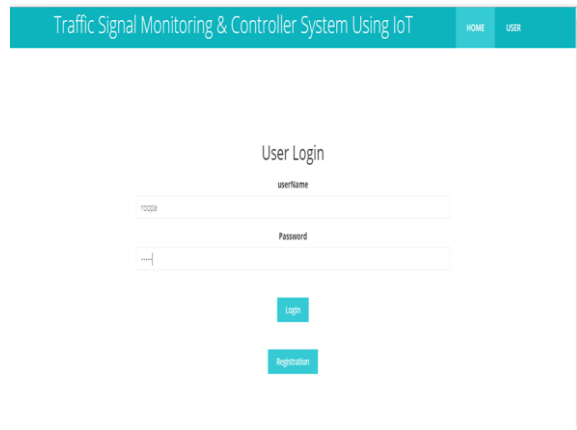 Traffic Signal Monitoring & Controller System Using IoT HOME USER
User Login
userName
roopa
Password
.....
Login
Registration